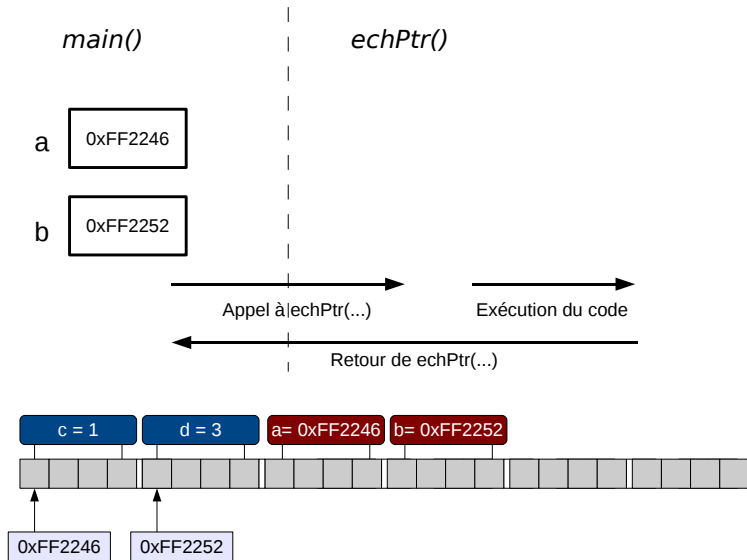 main()
echPtr()
a
0xFF2246
b
0xFF2252
Appel à echPtr(...)
Exécution du code
Retour de echPtr(...)
c = 1
d = 3
a= 0xFF2246
b= 0xFF2252
0xFF2246
0xFF2252